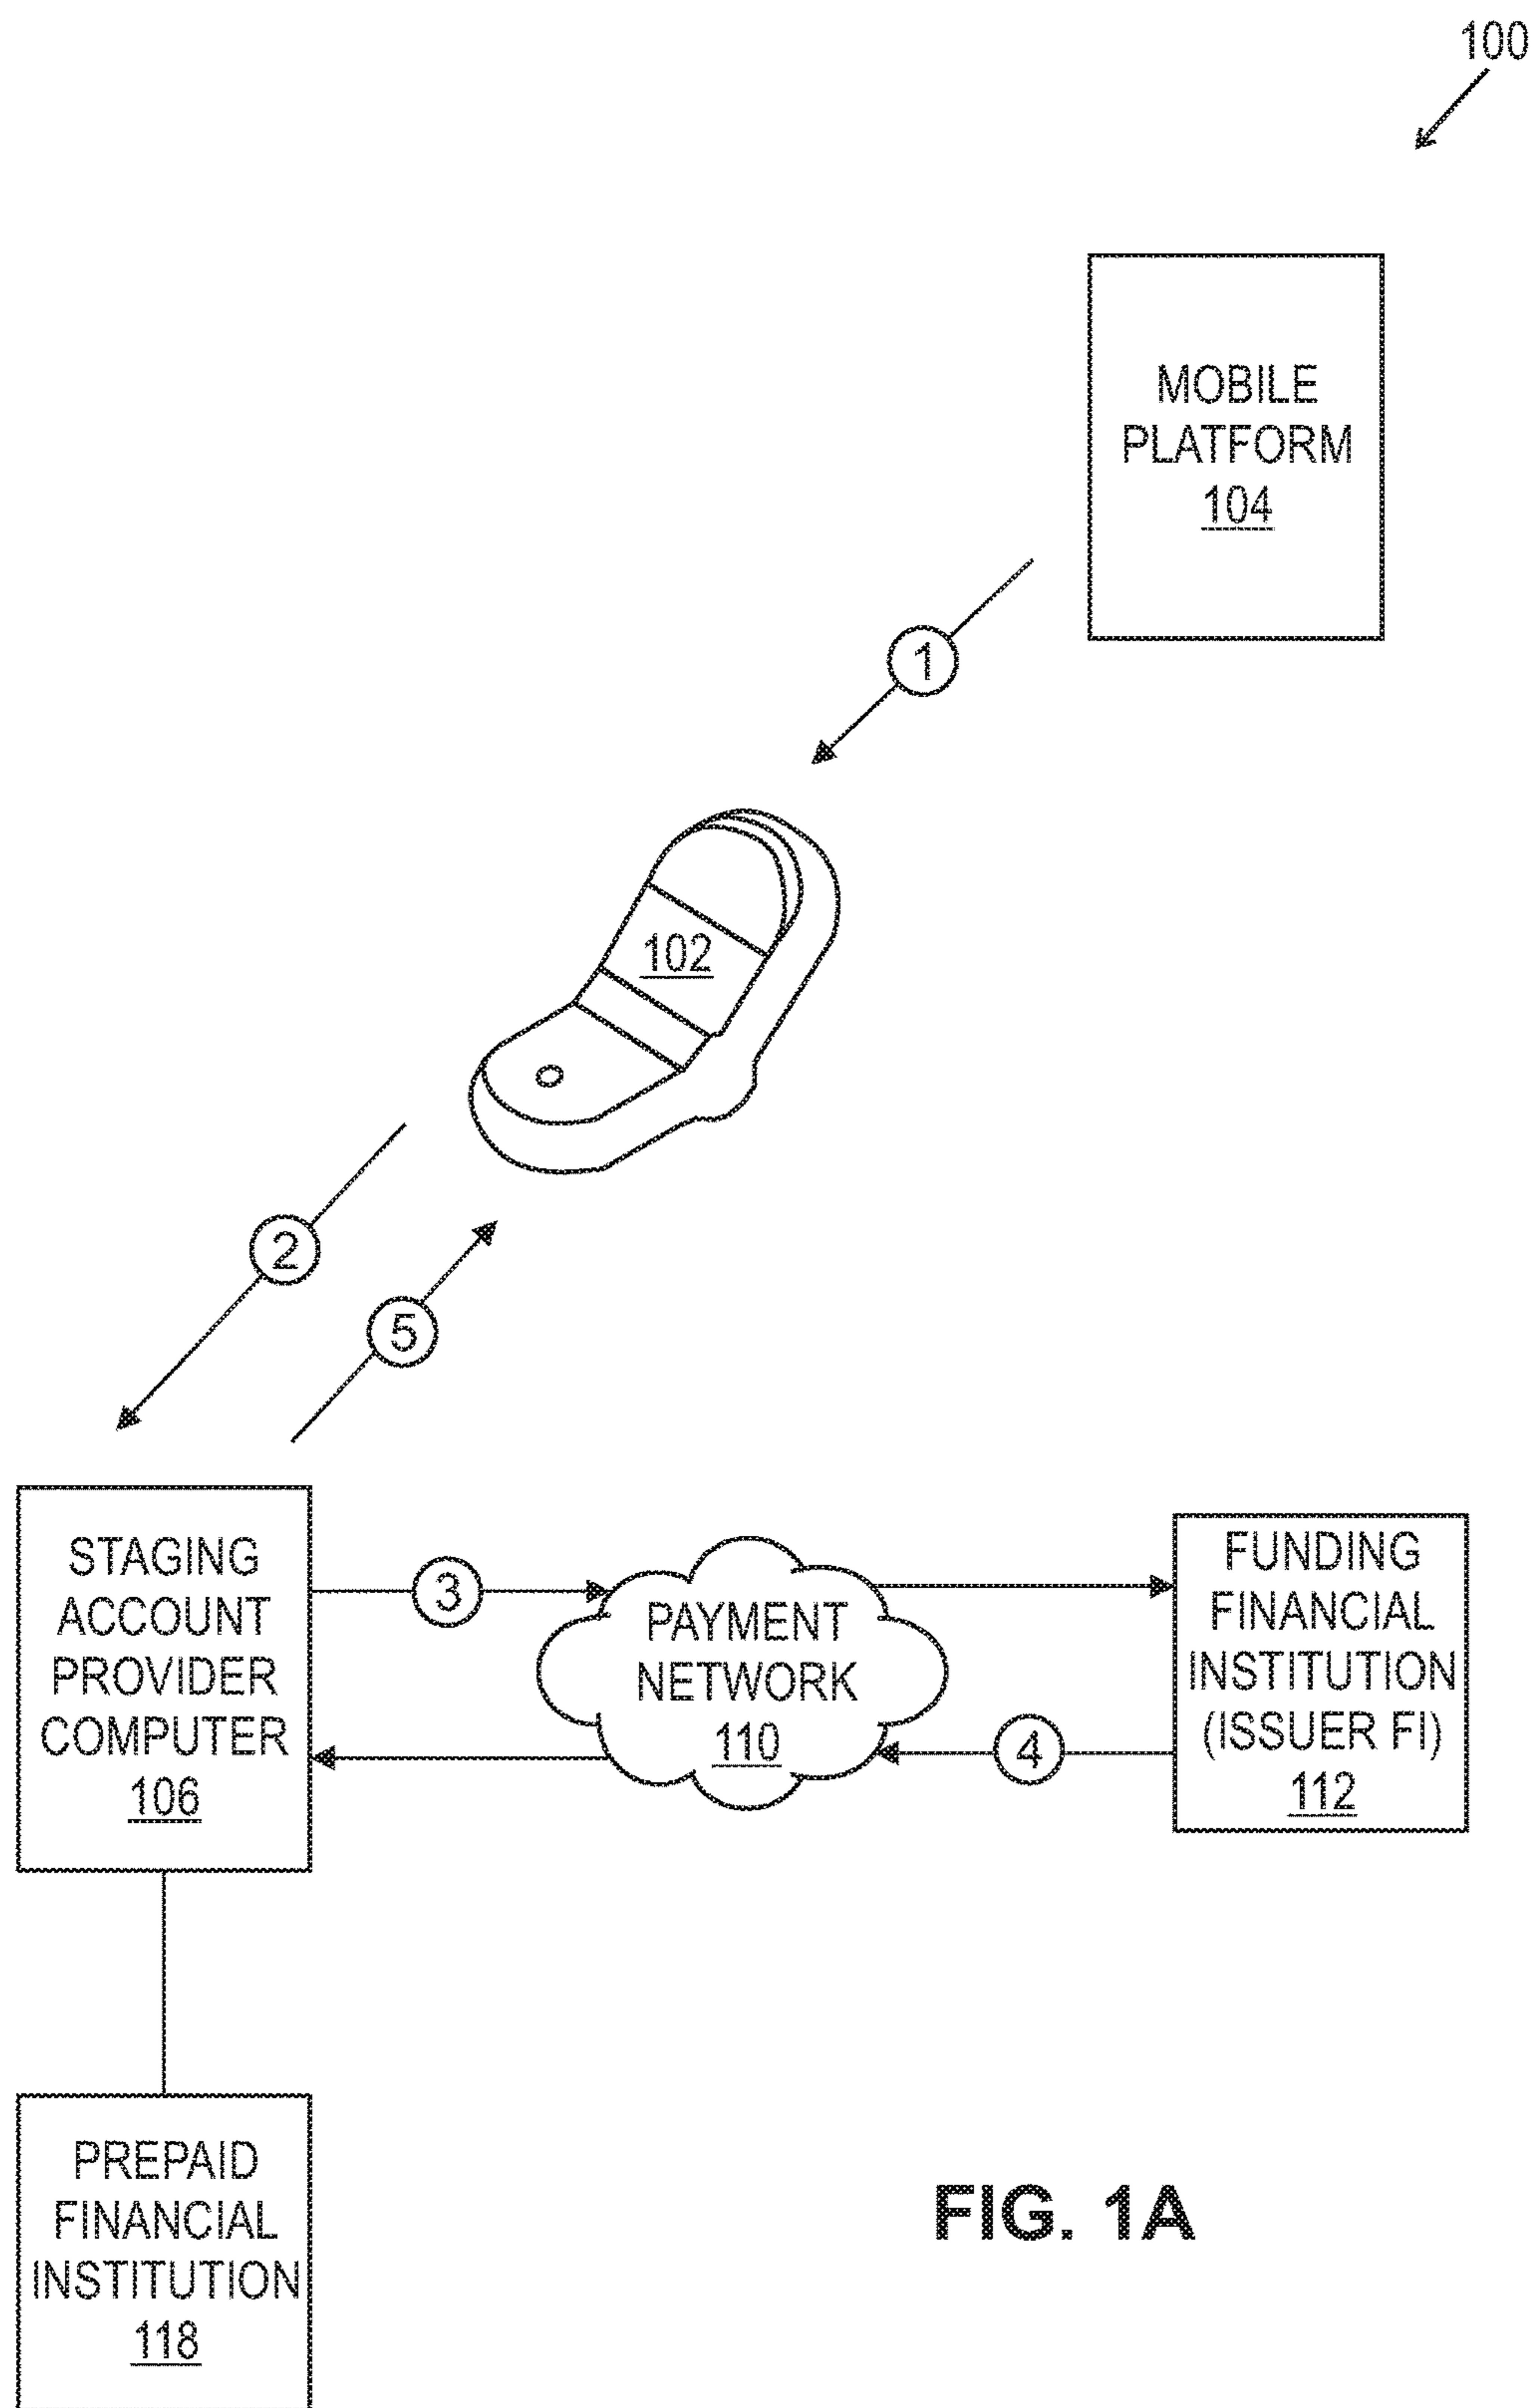 100
MOBILE
PLATFORM
104
1
102
2
5
STAGING
ACCOUNT
PROVIDER
COMPUTER
106
3
PAYMENT
NETWORK
110
4
FUNDING
FINANCIAL
INSTITUTION
(ISSUER FI)
112
PREPAID
FINANCIAL
INSTITUTION
118
FIG. 1A